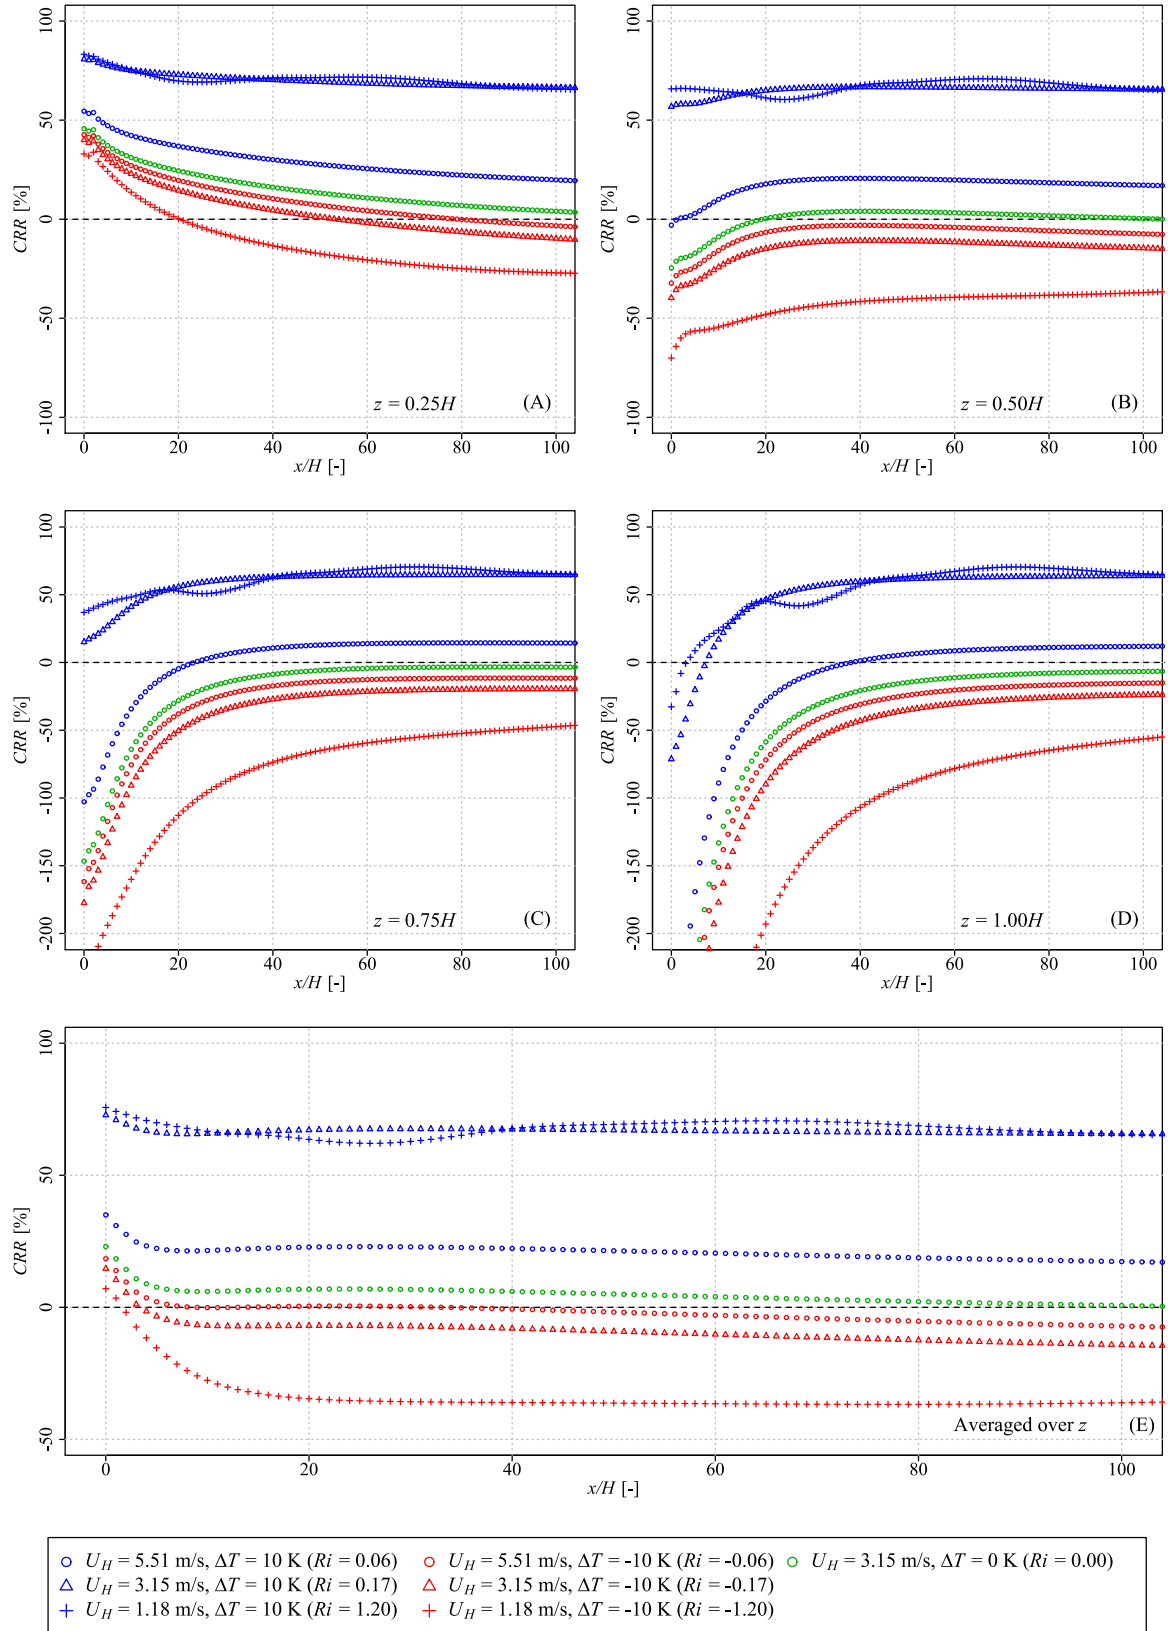 100
50
0
-50
-100
CRR [%]
z = 0.25H
(A)
0 20 40 60 80 100
x/H [-]
100
50
0
-50
-100
CRR [%]
z = 0.50H
(B)
0 20 40 60 80 100
x/H [-]
100
50
0
-50
-100
-150
-200
CRR [%]
z = 0.75H
(C)
0 20 40 60 80 100
x/H [-]
100
50
0
-50
-100
-150
-200
CRR [%]
z = 1.00H
(D)
0 20 40 60 80 100
x/H [-]
100
50
0
-50
CRR [%]
Averaged over z
(E)
0 20 40 60 80 100
x/H [-]
U_H = 5.51 m/s, ΔT = 10 K (Ri = 0.06)
U_H = 3.15 m/s, ΔT = 10 K (Ri = 0.17)
U_H = 1.18 m/s, ΔT = 10 K (Ri = 1.20)
U_H = 5.51 m/s, ΔT = -10 K (Ri = -0.06)
U_H = 3.15 m/s, ΔT = -10 K (Ri = -0.17)
U_H = 1.18 m/s, ΔT = -10 K (Ri = -1.20)
U_H = 3.15 m/s, ΔT = 0 K (Ri = 0.00)